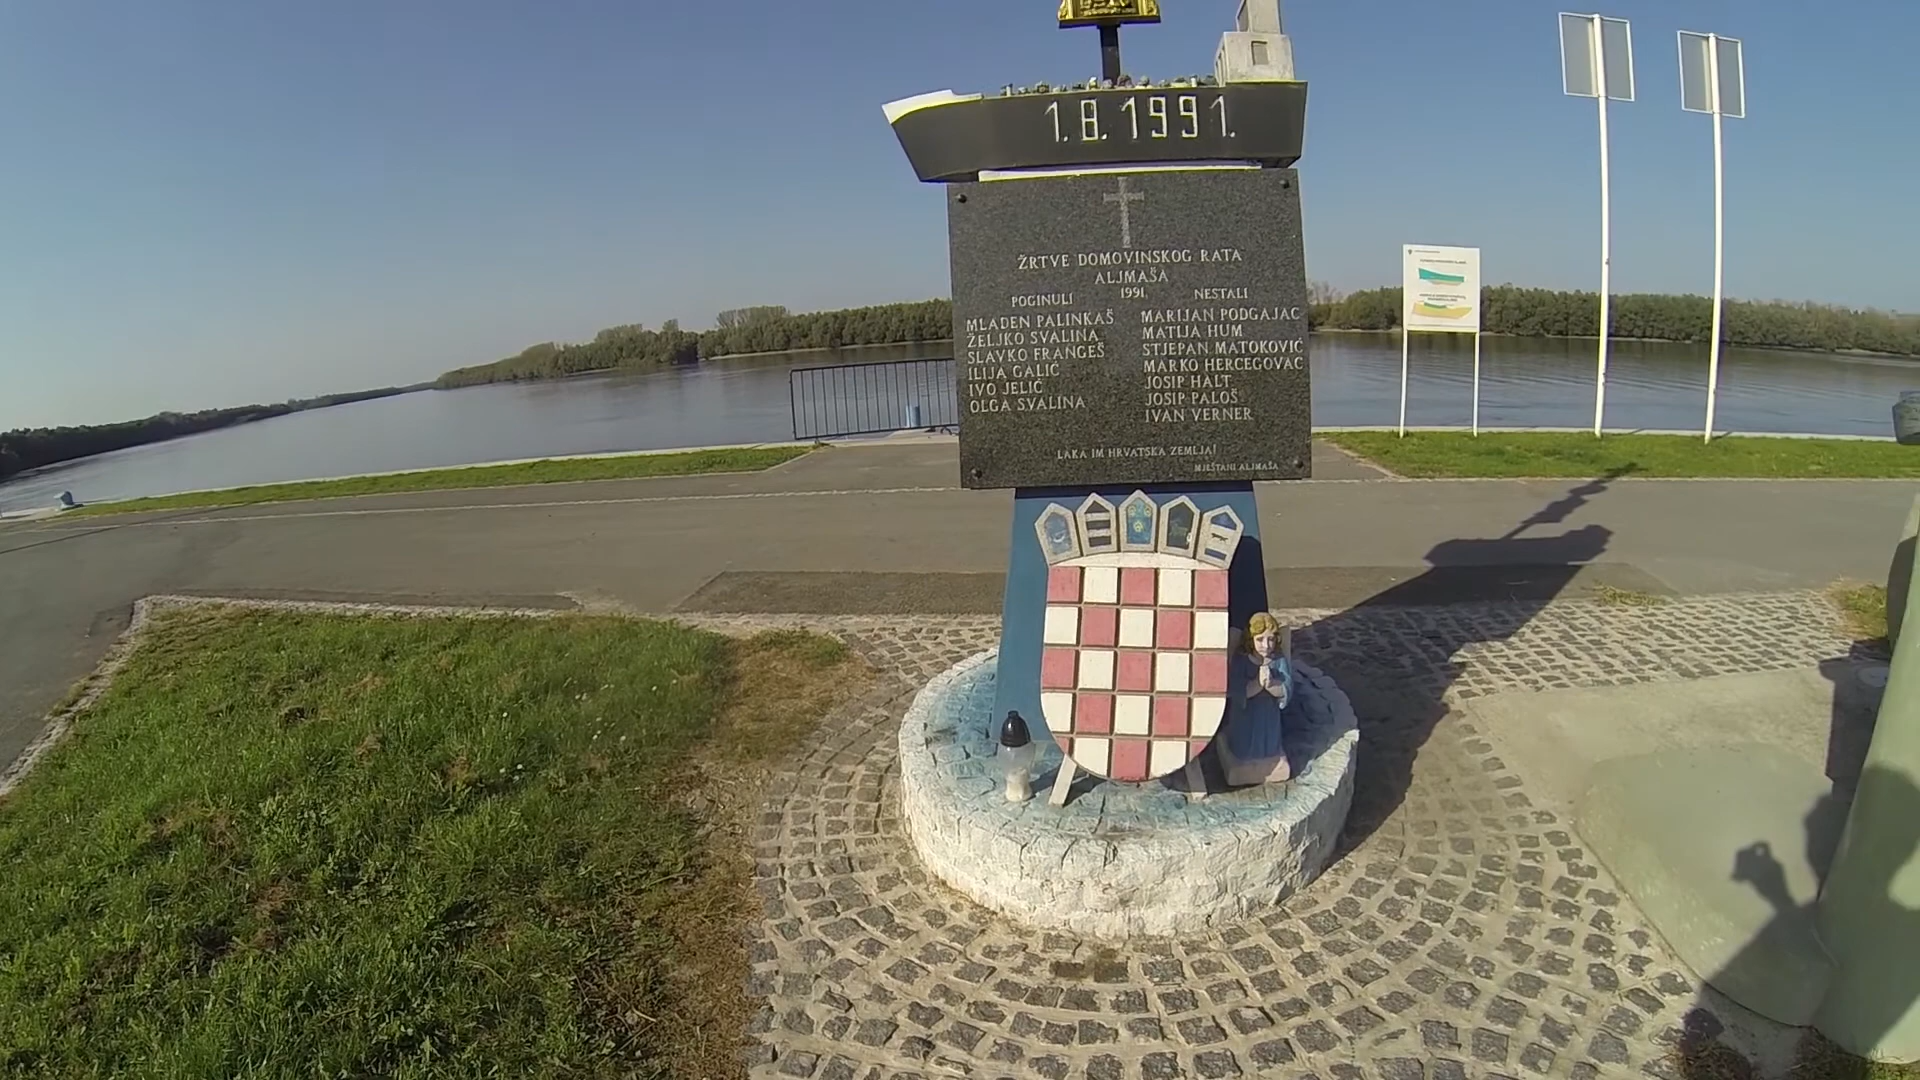 1.8.1991.
ŽRTVE DOMOVINSKOG RATA
ALJMAŠA
1991.
POGINULI
MLADEN PALINKAŠ
ŽELJKO SVALINA
SLAVKO FRANGEŠ
ILIJA GALIĆ
IVO JELIĆ
OLGA SVALINA
NESTALI
MARIJAN PODGAJAC
MATIJA HUM
STJEPAN MATOKOVIĆ
MARKO HERCEGOVAC
JOSIP HALT
JOSIP PALOŠ
IVAN VERNER
LAKA IM HRVATSKA ZEMLJA!
MJEŠTANI ALJMAŠA